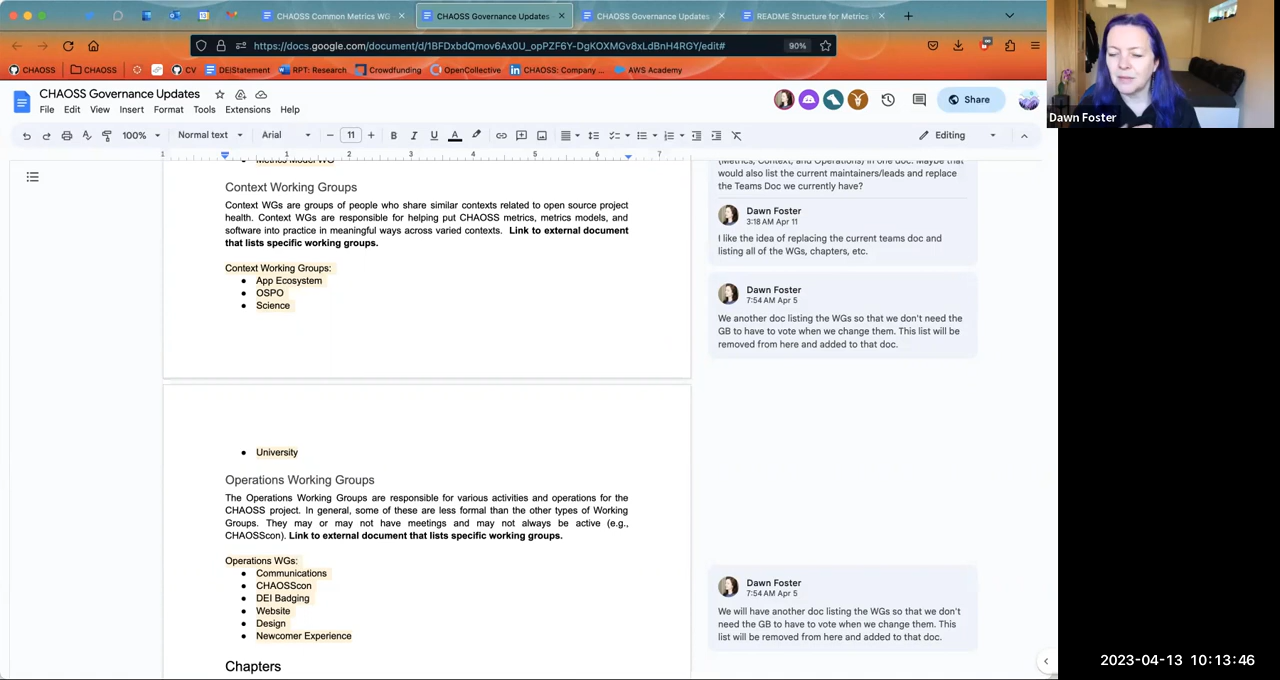 CHAOSS Common Metrics WG
CHAOSS Governance Updates
CHAOSS Governance Updates
README Structure for Metrics
https://docs.google.com/document/d/1BFDxbdQmov6Ax0U_opPZF6Y-DgKOXMGv8xLdBnH4RGY/edit#
90%
CHAOSS
CHAOSS
CV
DEIStatement
RPT: Research
Crowdfunding
OpenCollective
CHAOSS: Company ...
AWS Academy
CHAOSS Governance Updates
File Edit View Insert Format Tools Extensions Help
Share
100%
Normal text
Arial
11
Editing
1 1 2 3 4 5 6 7
Metrics Model WG
Context Working Groups
Context WGs are groups of people who share similar contexts related to open source project
health. Context WGs are responsible for helping put CHAOSS metrics, metrics models, and
software into practice in meaningful ways across varied contexts. Link to external document
that lists specific working groups.
Context Working Groups:
● App Ecosystem
● OSPO
● Science
● University
Operations Working Groups
The Operations Working Groups are responsible for various activities and operations for the
CHAOSS project. In general, some of these are less formal than the other types of Working
Groups. They may or may not have meetings and may not always be active (e.g.,
CHAOSScon). Link to external document that lists specific working groups.
Operations WGs:
● Communications
● CHAOSScon
● DEI Badging
● Website
● Design
● Newcomer Experience
Chapters
(Metrics, Context, and Operations) in one doc. Maybe that
would also list the current maintainers/leads and replace
the Teams Doc we currently have?
Dawn Foster
3:18 AM Apr 11
I like the idea of replacing the current teams doc and
listing all of the WGs, chapters, etc.
Dawn Foster
7:54 AM Apr 5
We another doc listing the WGs so that we don't need the
GB to have to vote when we change them. This list will be
removed from here and added to that doc.
Dawn Foster
7:54 AM Apr 5
We will have another doc listing the WGs so that we don't
need the GB to have to vote when we change them. This
list will be removed from here and added to that doc.
Dawn Foster
2023-04-13 10:13:46